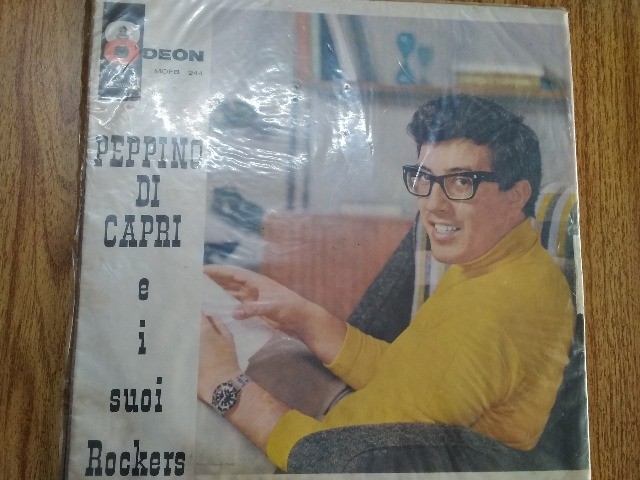 ODEON
MOFB 244
PEPPINO
DI
CAPRI
e
i
suoi
Rockers